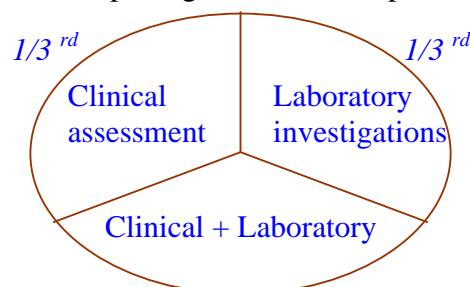 1/3 rd
1/3 rd
Clinical
assessment
Laboratory
investigations
Clinical + Laboratory